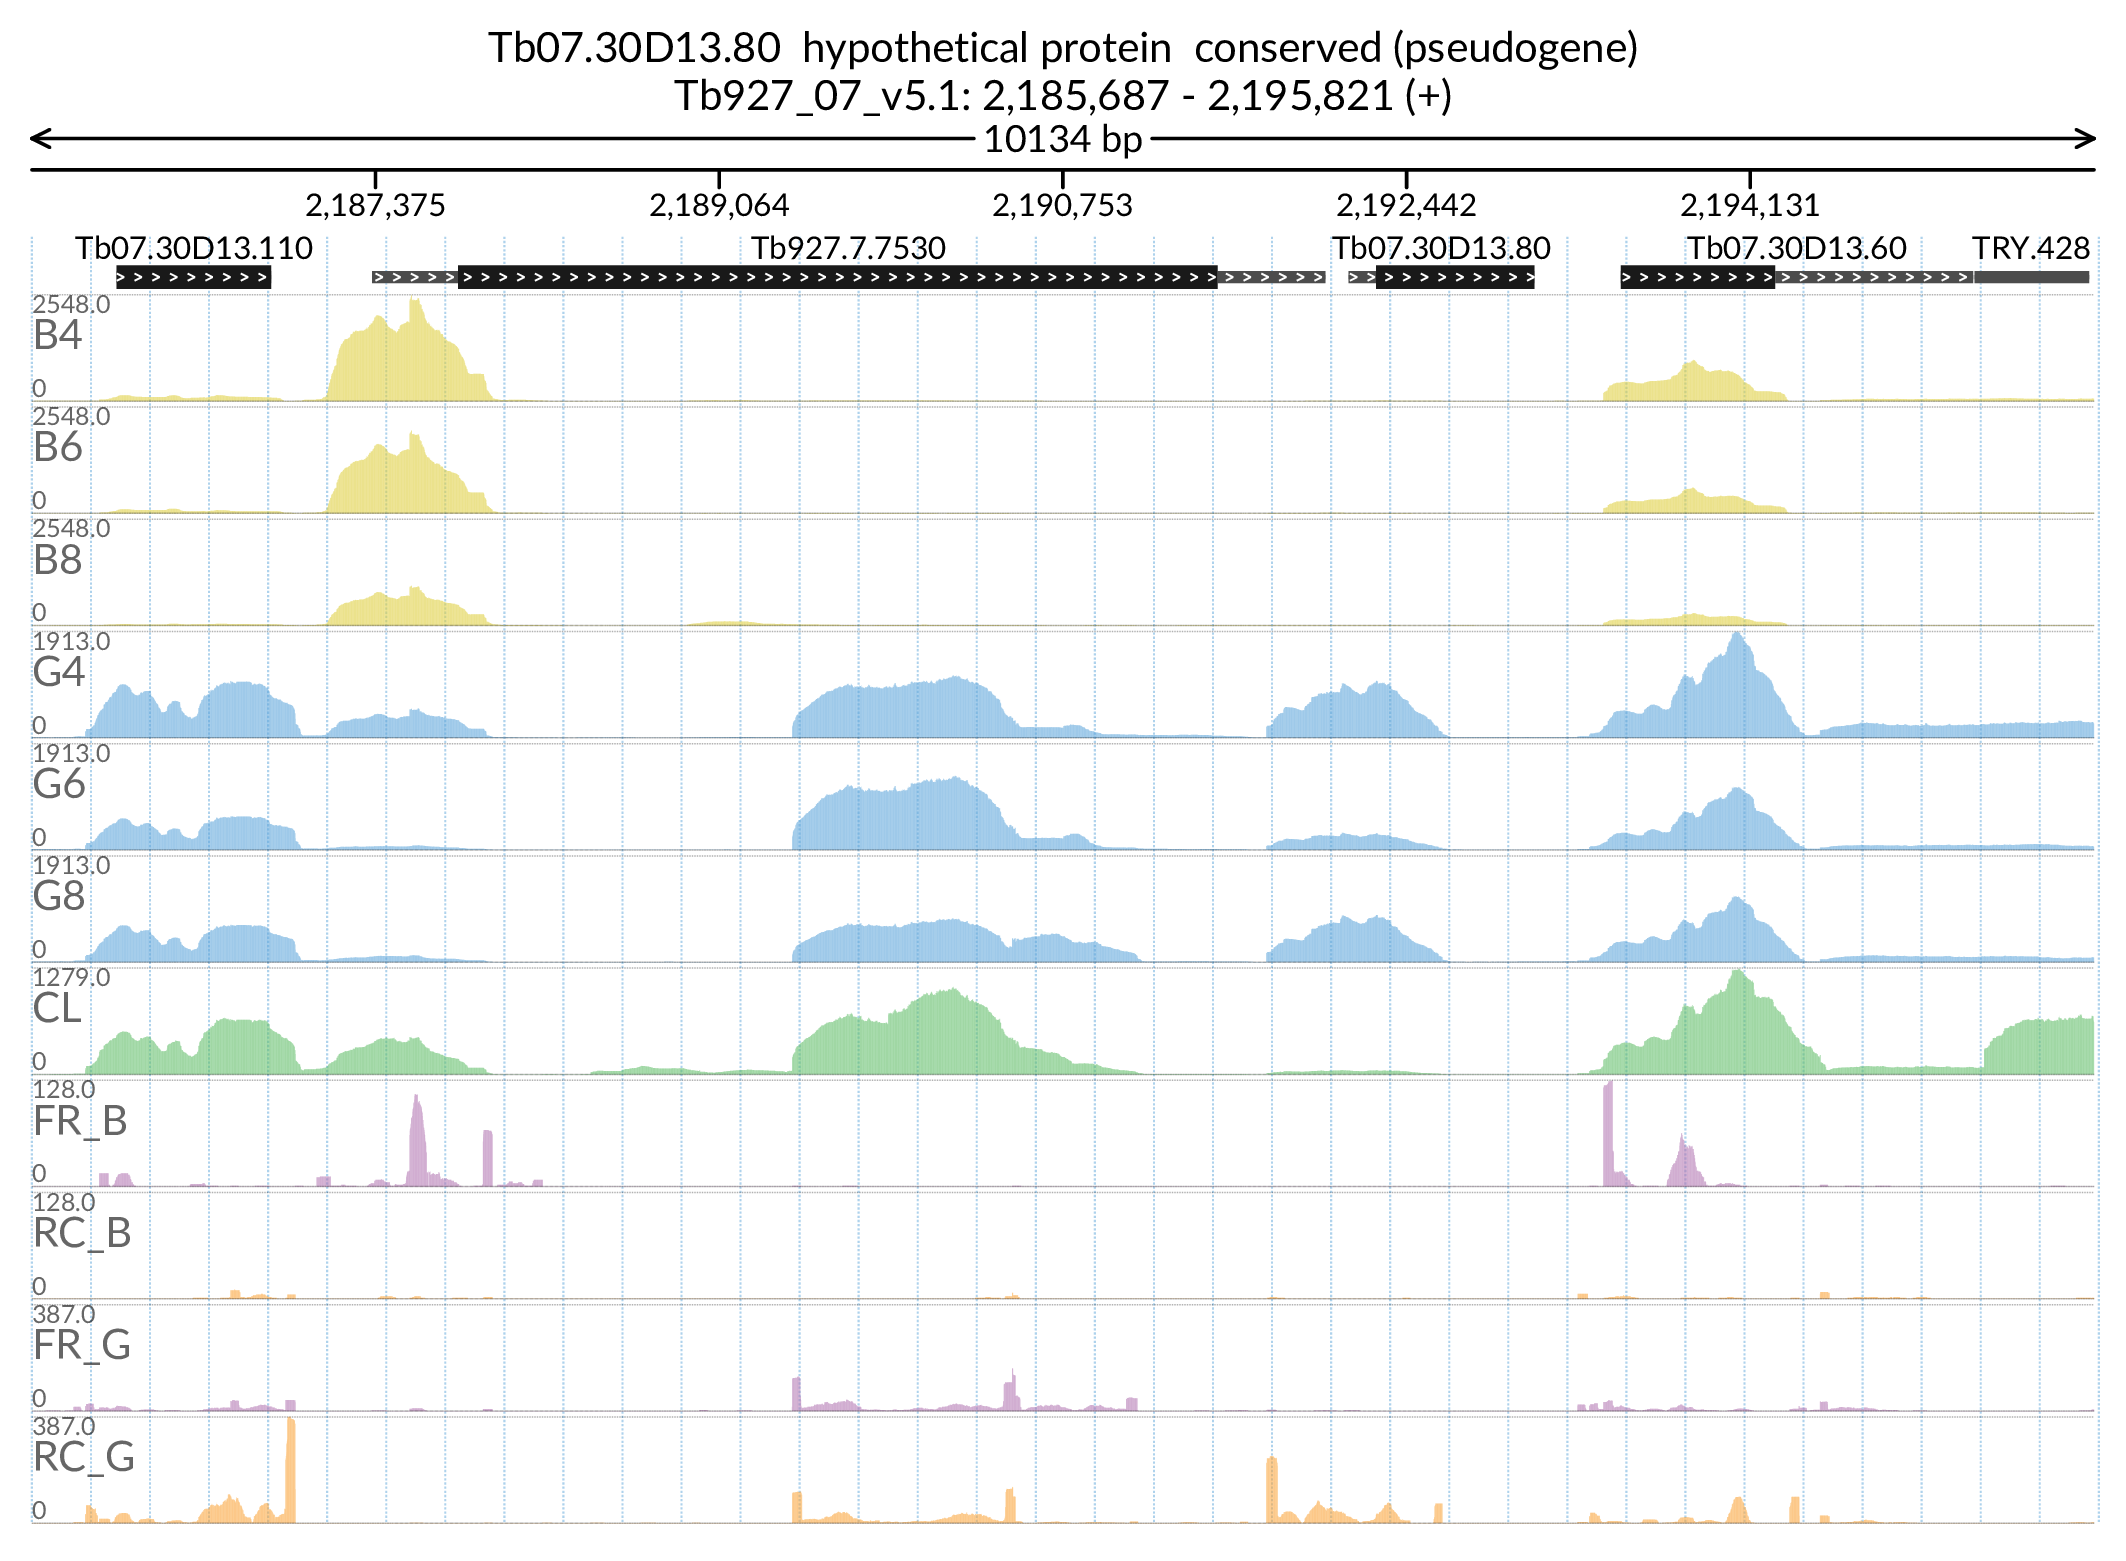 Tb07.30D13.80  hypothetical protein  conserved (pseudogene)
Tb927_07_v5.1: 2,185,687 - 2,195,821 (+)
10134 bp
2,187,375 2,189,064 2,190,753 2,192,442 2,194,131
Tb07.30D13.110 Tb927.7.7530 Tb07.30D13.80 Tb07.30D13.60 TRY.428
2548.0
B4
0
2548.0
B6
0
2548.0
B8
0
1913.0
G4
0
1913.0
G6
0
1913.0
G8
0
1279.0
CL
0
128.0
FR_B
0
128.0
RC_B
0
387.0
FR_G
0
387.0
RC_G
0